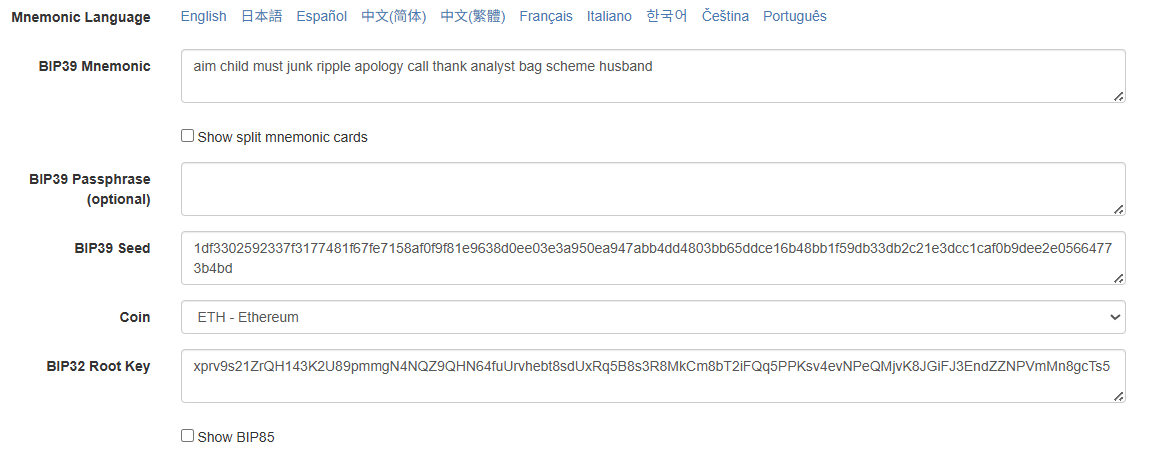 Mnemonic Language English 日本語 Español 中文(简体) 中文(繁體) Français Italiano 한국어 Čeština Português
BIP39 Mnemonic aim child must junk ripple apology call thank analyst bag scheme husband
Show split mnemonic cards
BIP39 Passphrase
(optional)
BIP39 Seed 1df3302592337f3177481f67fe7158af0f9f81e9638d0ee03e3a950ea947abb4dd4803bb65ddce16b48bb1f59db33db2c21e3dcc1caf0b9dee2e0566477
3b4bd
Coin ETH - Ethereum
BIP32 Root Key xprv9s21ZrQH143K2U89pmmgN4NQZ9QHN64fuUrvhebt8sdUxRq5B8s3R8MkCm8bT2iFQq5PPKsv4evNPeQMjvK8JGiFJ3EndZZNPVmMn8gcTs5
Show BIP85